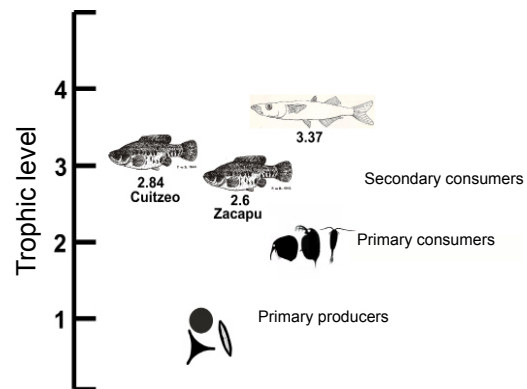 Trophic level
4
3
2
1
3.37
2.84
Cuitzeo
2.6
Zacapu
Secondary consumers
Primary consumers
Primary producers